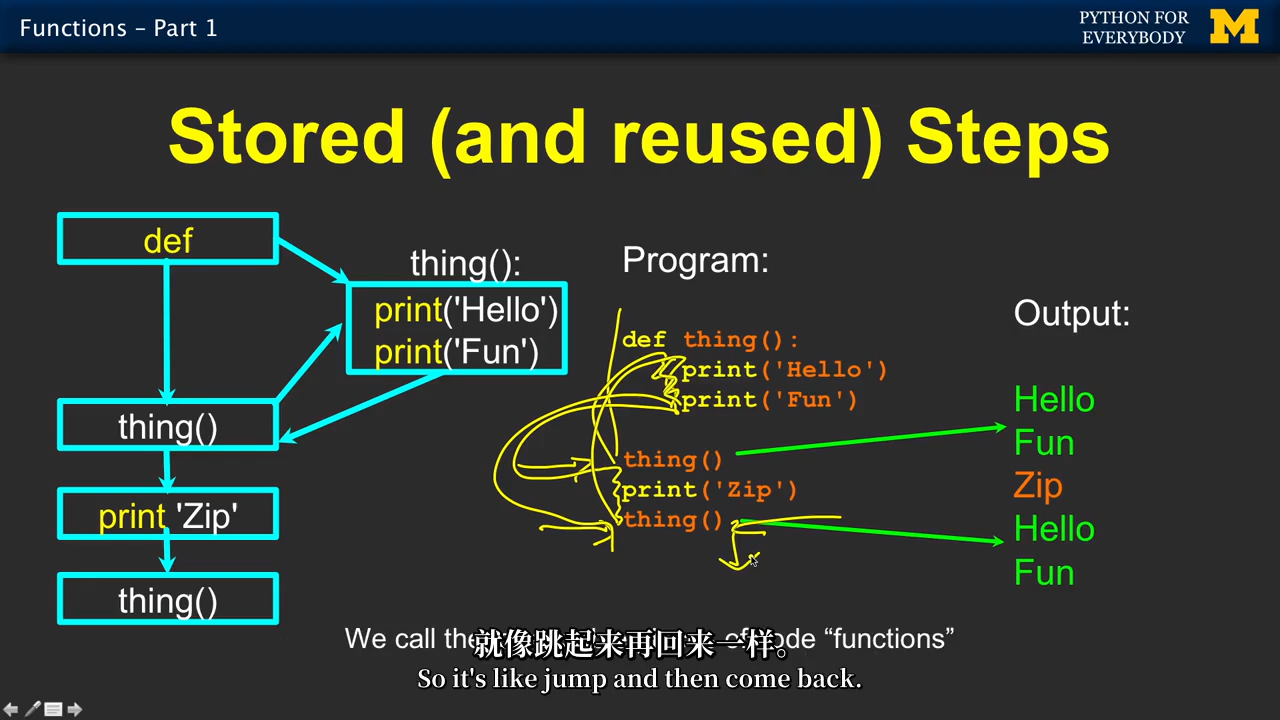 Functions – Part 1
PYTHON FOR
EVERYBODY
M
Stored (and reused) Steps
def
thing():
print('Hello')
print('Fun')
thing()
print 'Zip'
thing()
Program:
def thing():
print('Hello')
print('Fun')
thing()
print('Zip')
thing()
Output:
Hello
Fun
Zip
Hello
Fun
We call the of code “functions”
就像跳起来再回来一样。
So it's like jump and then come back.